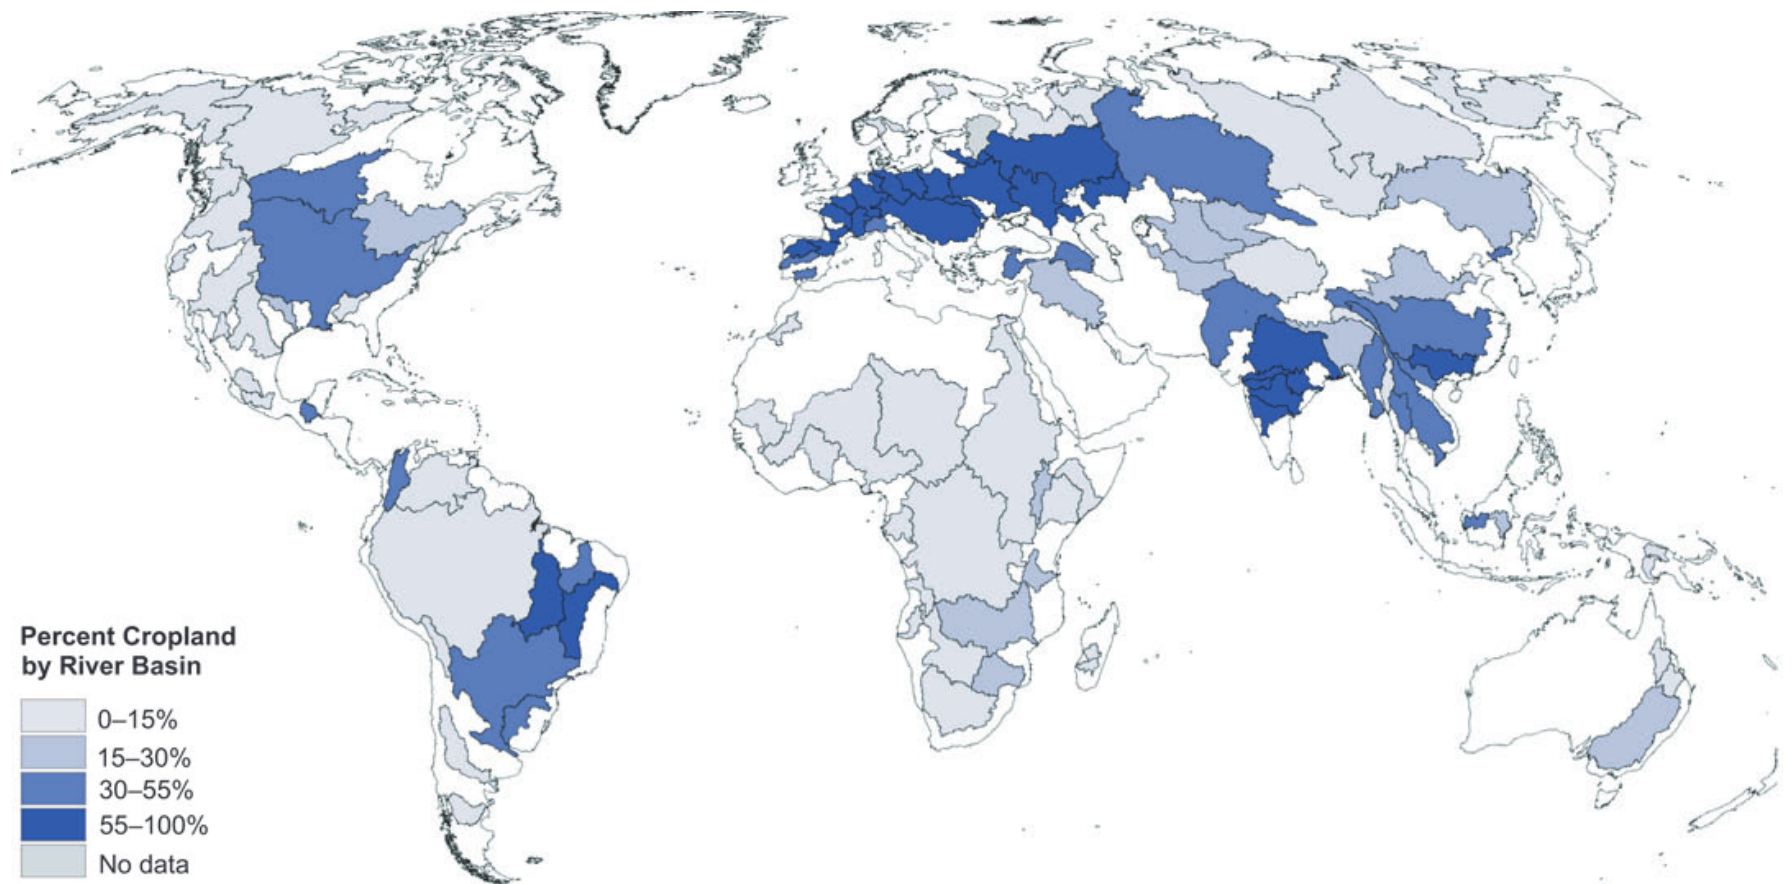 Percent Cropland
by River Basin
0–15%
15–30%
30–55%
55–100%
No data